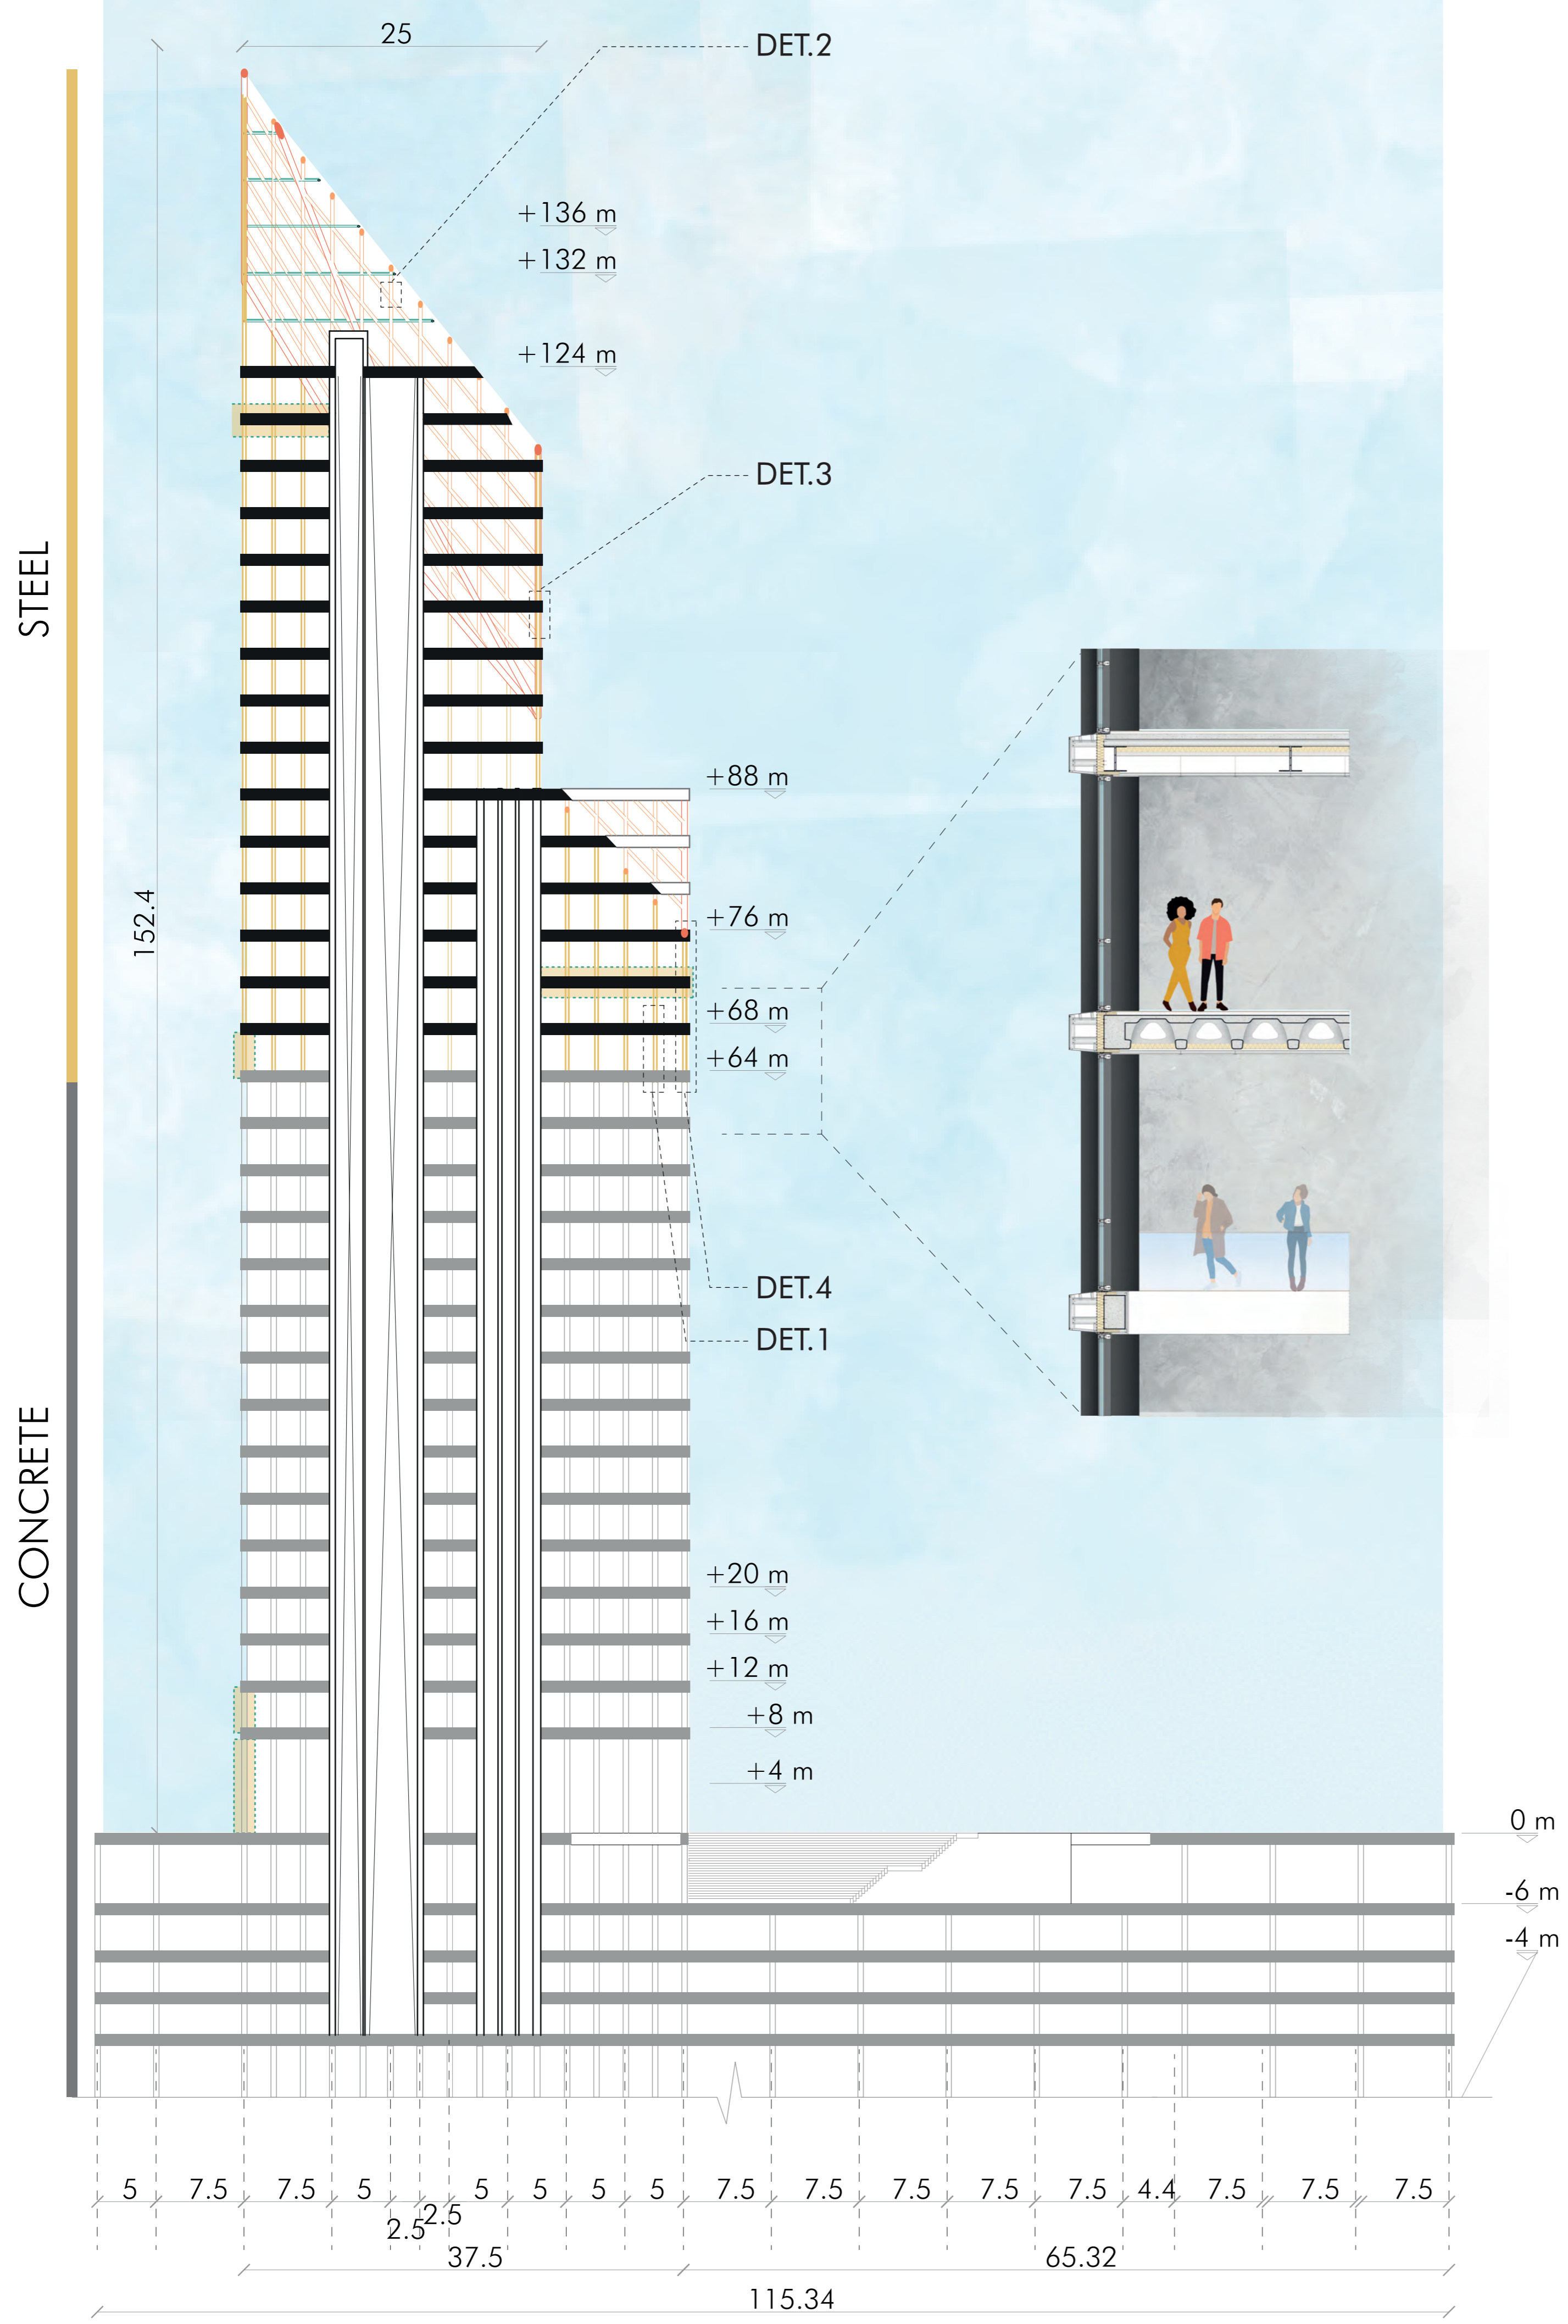 25
DET.2
+136 m
+132 m
+124 m
DET.3
STEEL
+88 m
152.4
+76 m
+68 m
+64 m
DET.4
DET.1
CONCRETE
+20 m
+16 m
+12 m
+8 m
+4 m
0 m
-6 m
-4 m
5 7.5 7.5 5 5 5 5 5 7.5 7.5 7.5 7.5 7.5 4.4 7.5 7.5 7.5
2.5 2.5
37.5 65.32
115.34